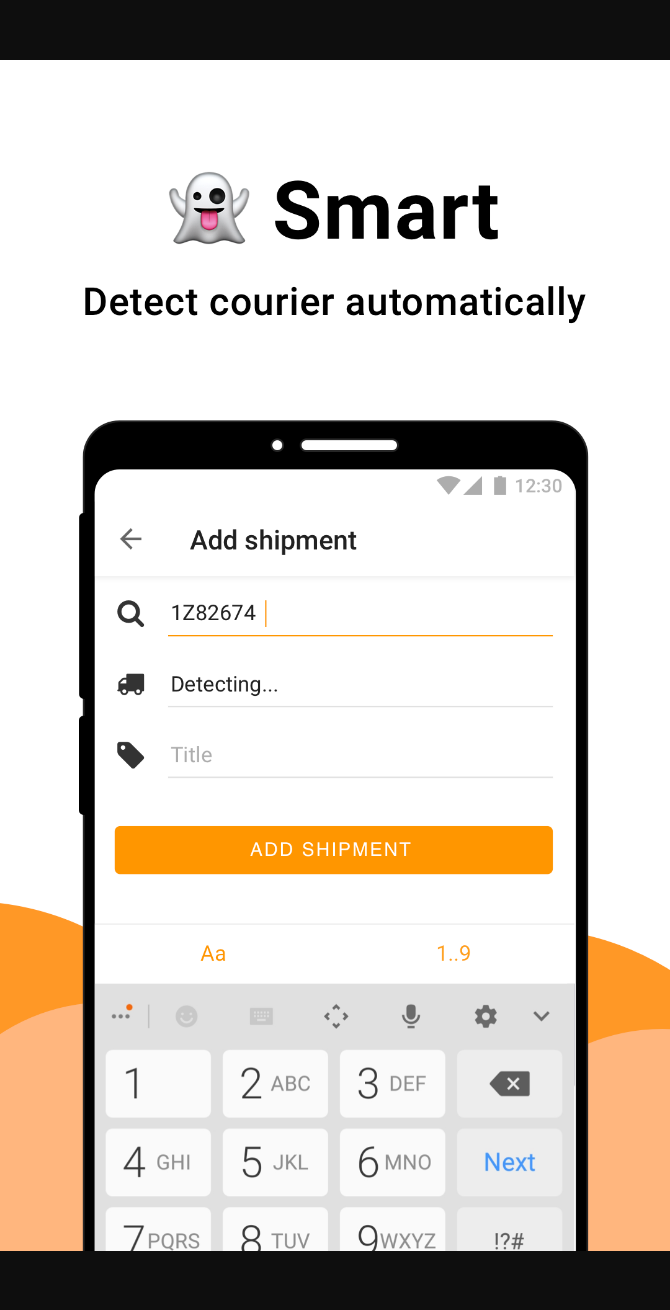 Smart
Detect courier automatically
12:30
Add shipment
1Z82674
Detecting...
Title
ADD SHIPMENT
Aa 1..9
1 2 ABC 3 DEF
4 GHI 5 JKL 6 MNO Next
7 PQRS 8 TUV 9 WXYZ !?#